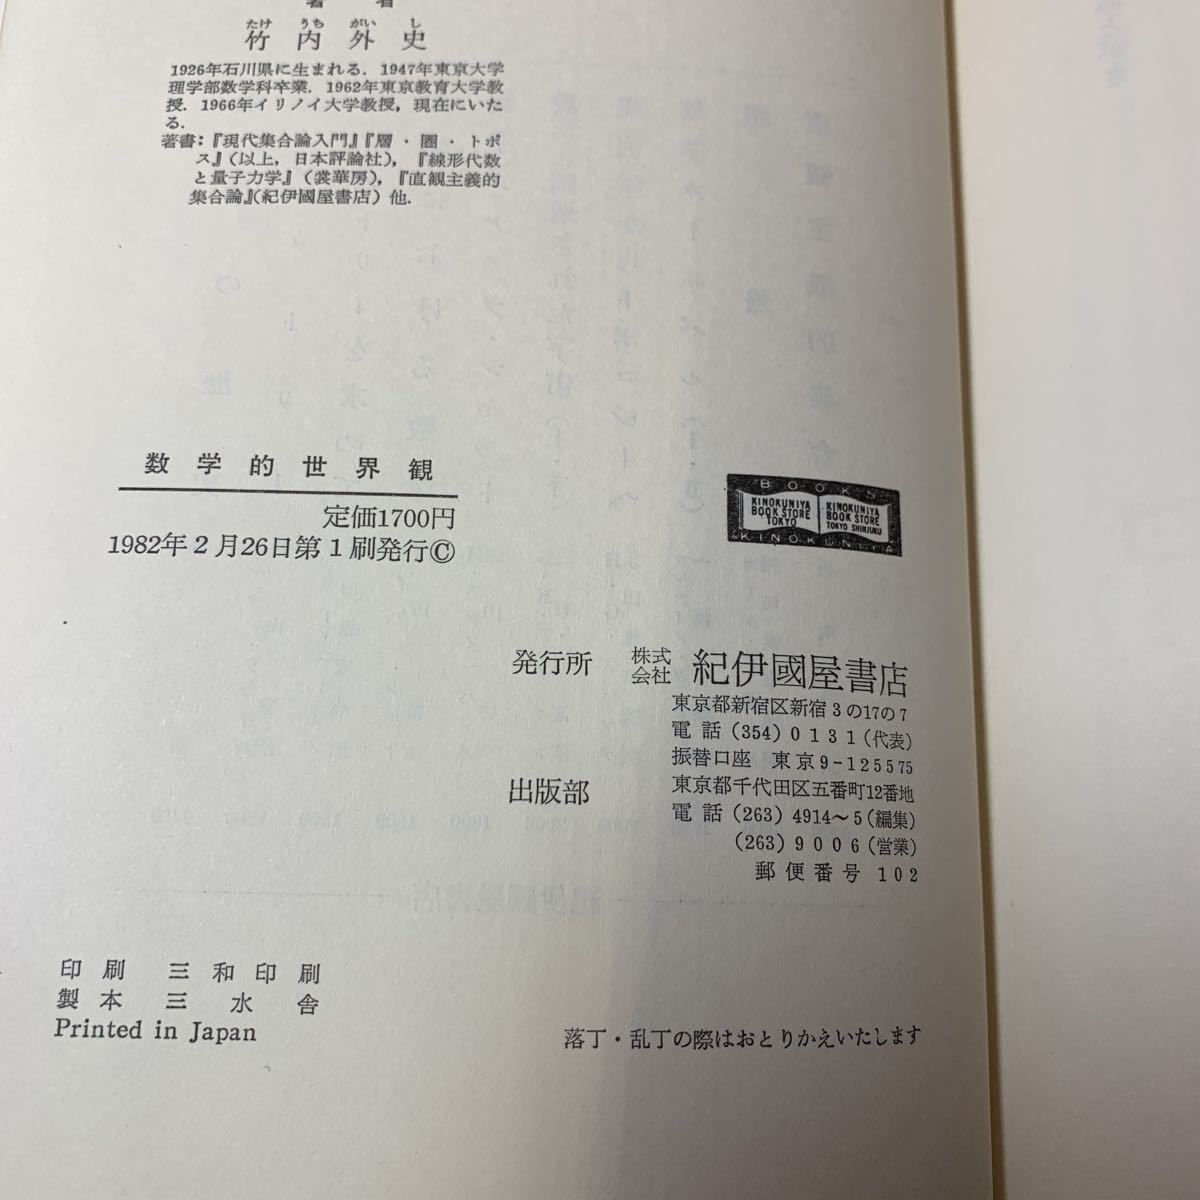 著者
たけ うち がい し
竹内外史
1926年石川県に生まれる. 1947年東京大学
理学部数学科卒業. 1962年東京教育大学教
授. 1966年イリノイ大学教授, 現在にいた
る.
著書:『現代集合論入門』『層・圏・トポ
ス』(以上, 日本評論社), 『線形代数
と量子力学』(裳華房), 『直観主義的
集合論』(紀伊國屋書店) 他.
数学的世界観
定価1700円
1982年2月26日第1刷発行©
BOOKS
KINOKUNIYA
BOOK STORE
TOKYO
KINOKUNIYA
BOOK STORE
TOKYO SHINJUKU
KINOKUNIYA
発行所 株式会社 紀伊國屋書店
東京都新宿区新宿3の17の7
電話(354)0131(代表)
振替口座 東京9-125575
出版部 東京都千代田区五番町12番地
電話(263)4914~5(編集)
(263)9006(営業)
郵便番号 102
印刷 三和印刷
製本 三水舎
Printed in Japan
落丁・乱丁の際はおとりかえいたします